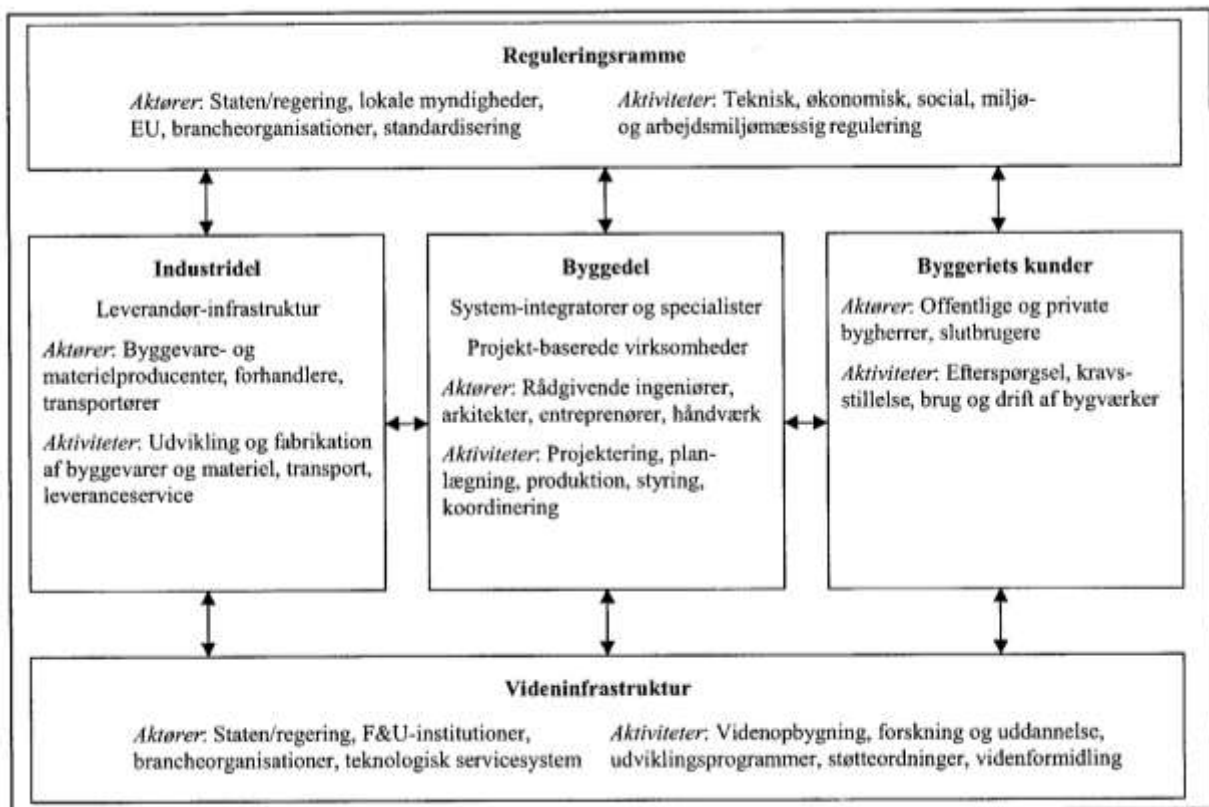 Reguleringsramme
Aktører: Staten/regering, lokale myndigheder,
EU, brancheorganisationer, standardisering
Aktiviteter: Teknisk, økonomisk, social, miljø-
og arbejdsmiljømæssig regulering
Industridel
Leverandør-infrastruktur
Aktører: Byggevare- og
materielproducenter, forhandlere,
transportører
Aktiviteter: Udvikling og fabrikation
af byggevarer og materiel, transport,
leveranceservice
Byggedel
System-integratorer og specialister
Projekt-baserede virksomheder
Aktører: Rådgivende ingeniører,
arkitekter, entreprenører, håndværk
Aktiviteter: Projektering, plan-
lægning, produktion, styring,
koordinering
Byggeriets kunder
Aktører: Offentlige og private
bygherrer, slutbrugere
Aktiviteter: Efterspørgsel, kravs-
stillelse, brug og drift af bygværker
Videninfrastruktur
Aktører: Staten/regering, F&U-institutioner,
brancheorganisationer, teknologisk servicesystem
Aktiviteter: Videnopbygning, forskning og uddannelse,
udviklingsprogrammer, støtteordninger, videnformidling